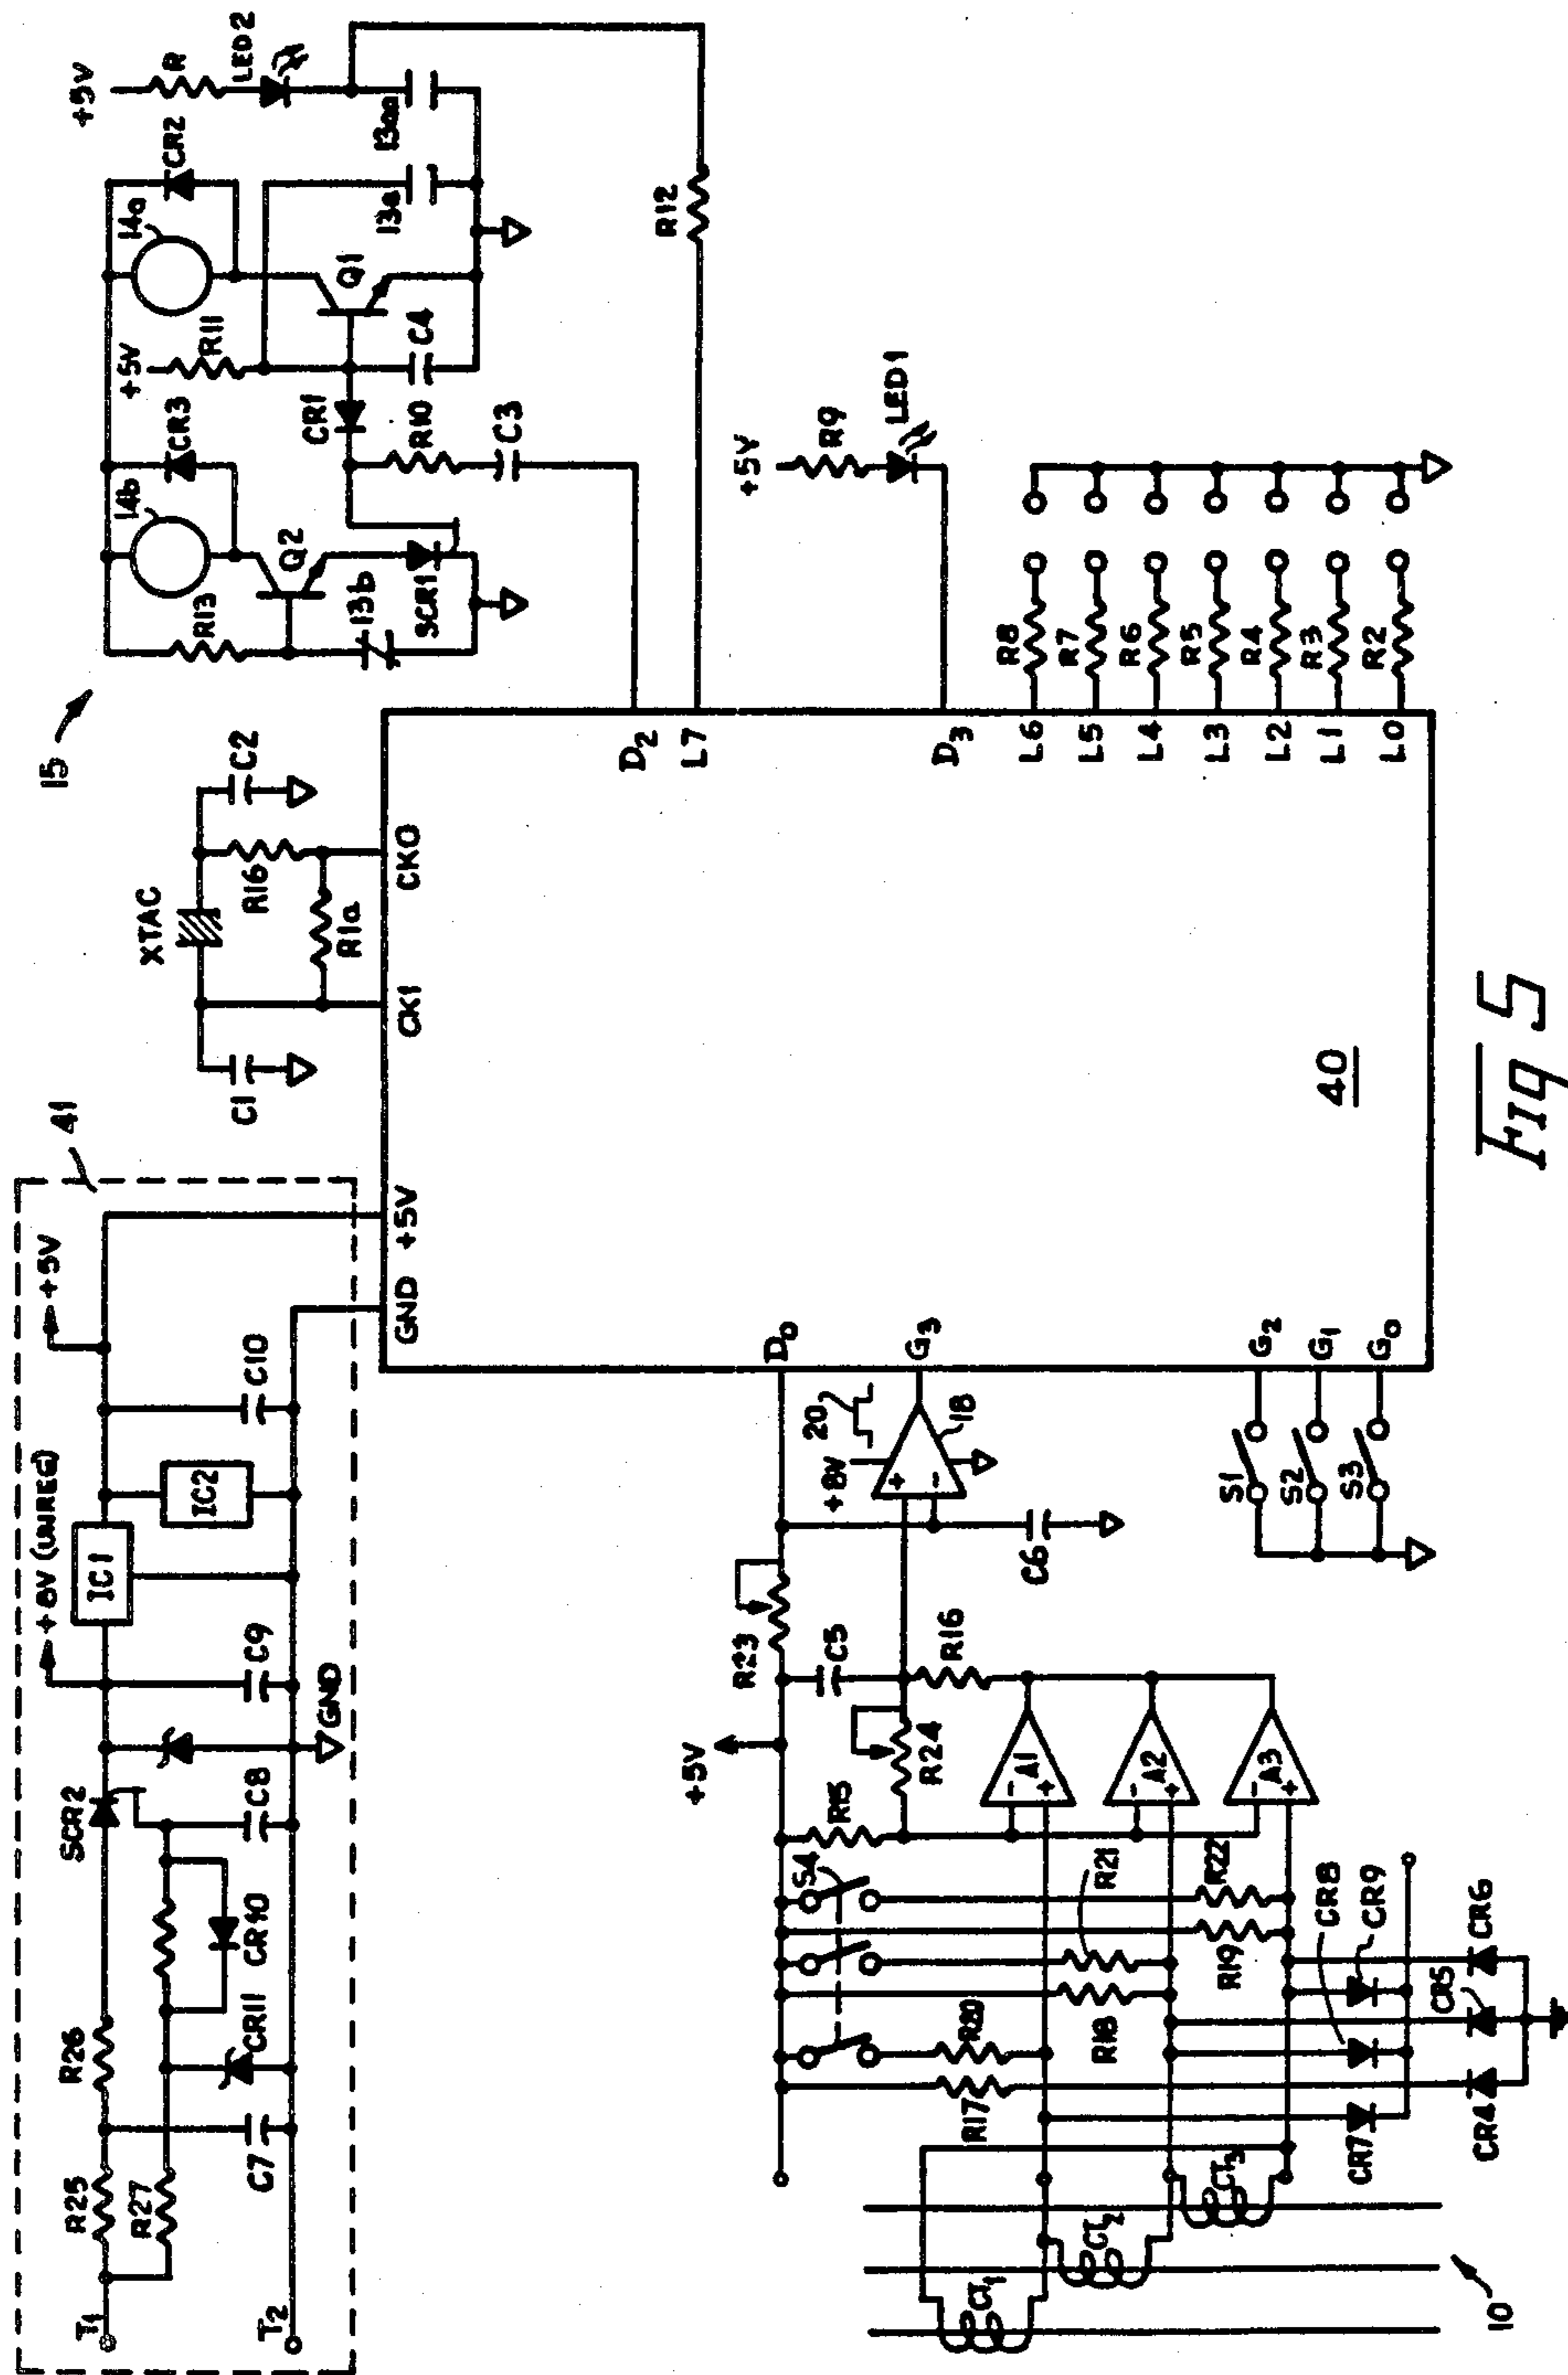 41
+8V (UNREG)
+5V
T1
R25
R26
SCR2
IC1
R27
CR10
C7
CR11
C8
C9
IC2
C10
T2
GND
GND
+5V
XTAC
C1
C2
R16
R1a
CK1
CK0
15
14b
CR3
14a
CR2
+5V
R13
+5V
R11
R
Q2
Q1
LED2
CR1
13b
R10
C4
13a
13aa
SCR1
C3
R12
D2
L7
+5V
R9
LED1
D3
L6
R8
L5
R7
L4
R6
L3
R5
L2
R4
L1
R3
L0
R2
40
+5V
R23
D0
S4
R15
C5
+8V
20
R24
+
-
G3
R16
18
C6
R17
R20
R18
R21
R19
R22
-
A1
+
-
A2
+
-
A3
+
S1
G2
S2
G1
S3
G0
CT1
CT2
CT3
CR7
CR8
CR9
CR4
CR5
CR6
10
FIG 5